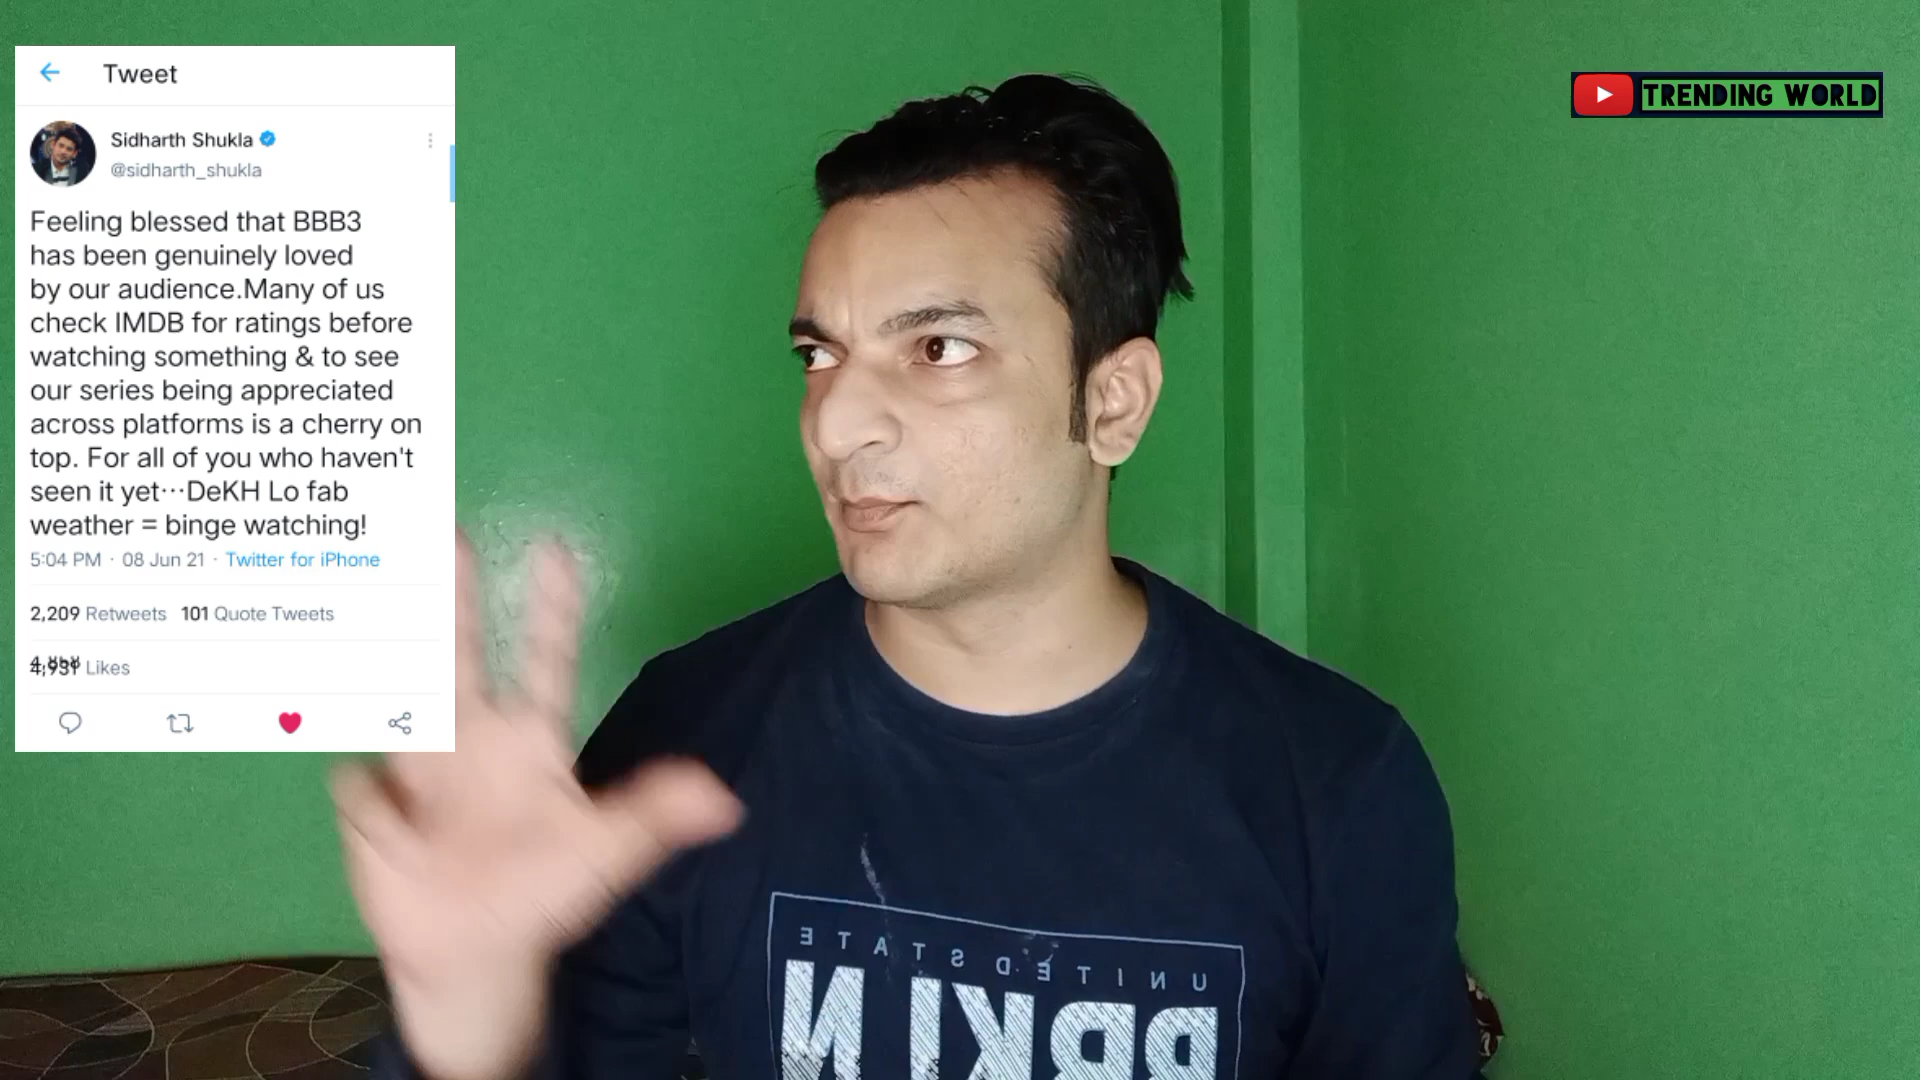 Tweet
Sidharth Shukla
@sidharth_shukla
Feeling blessed that BBB3
has been genuinely loved
by our audience.Many of us
check IMDB for ratings before
watching something & to see
our series being appreciated
across platforms is a cherry on
top. For all of you who haven't
seen it yet···DeKH Lo fab
weather = binge watching!
5:04 PM · 08 Jun 21 · Twitter for iPhone
2,209 Retweets 101 Quote Tweets
Likes
TRENDING WORLD
UNITED STATE
BRKLN